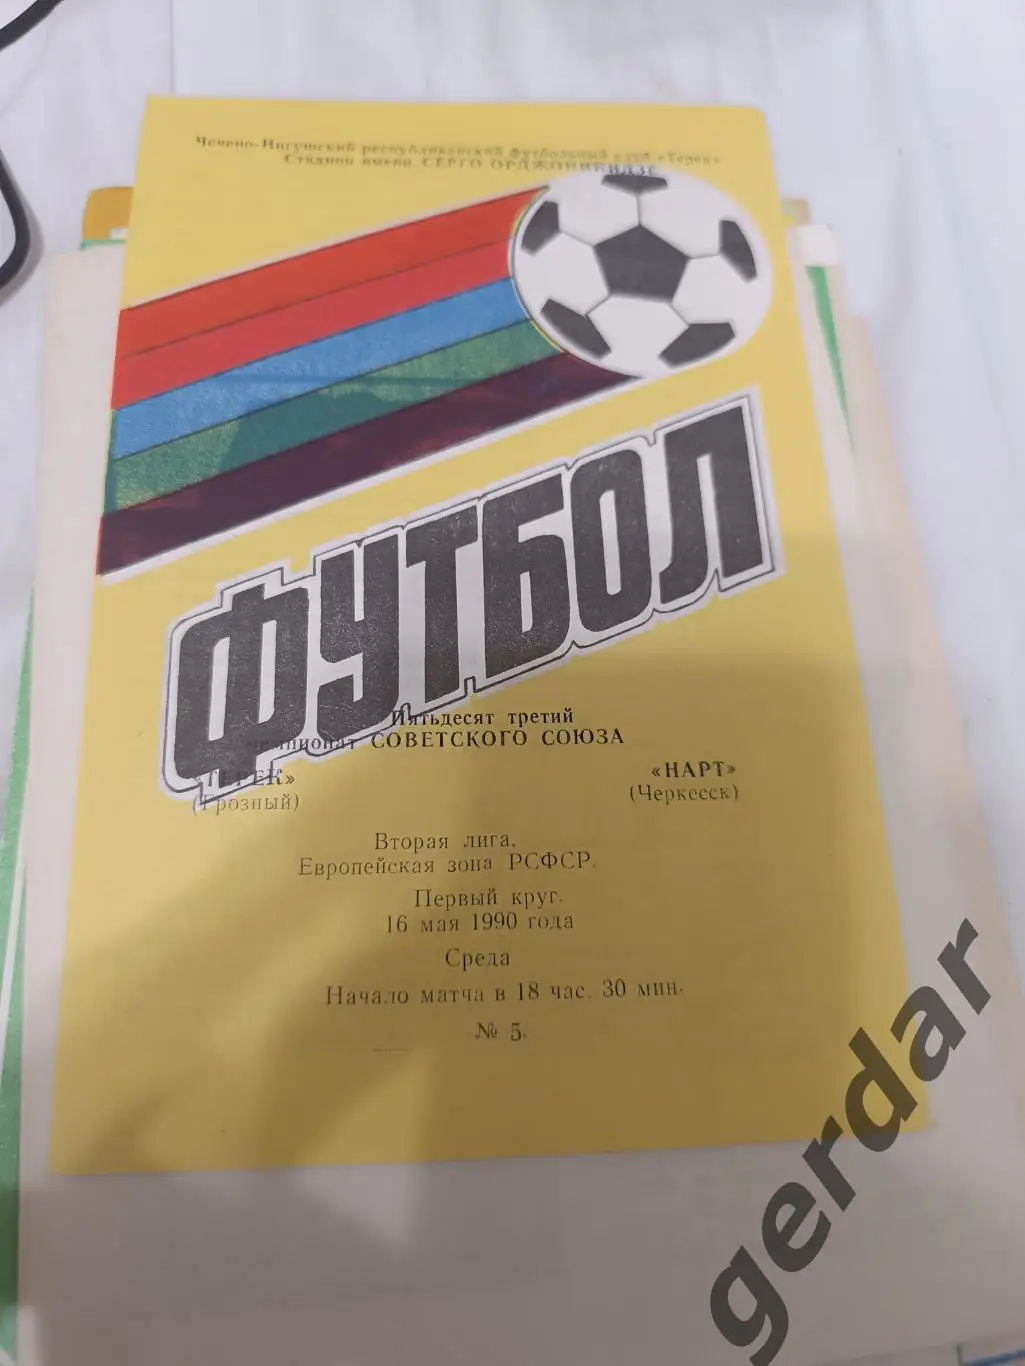 Чечено-Ингушский республиканский футбольный клуб «Терек»
Стадион имени СЕРГО ОРДЖОНИКИДЗЕ
ФУТБОЛ
Пятьдесят третий
чемпионат СОВЕТСКОГО СОЮЗА
«ТЕРЕК» «НАРТ»
(Грозный) (Черкесск)
Вторая лига.
Европейская зона РСФСР.
Первый круг.
16 мая 1990 года
Среда
Начало матча в 18 час. 30 мин.
№ 5.
gerdar